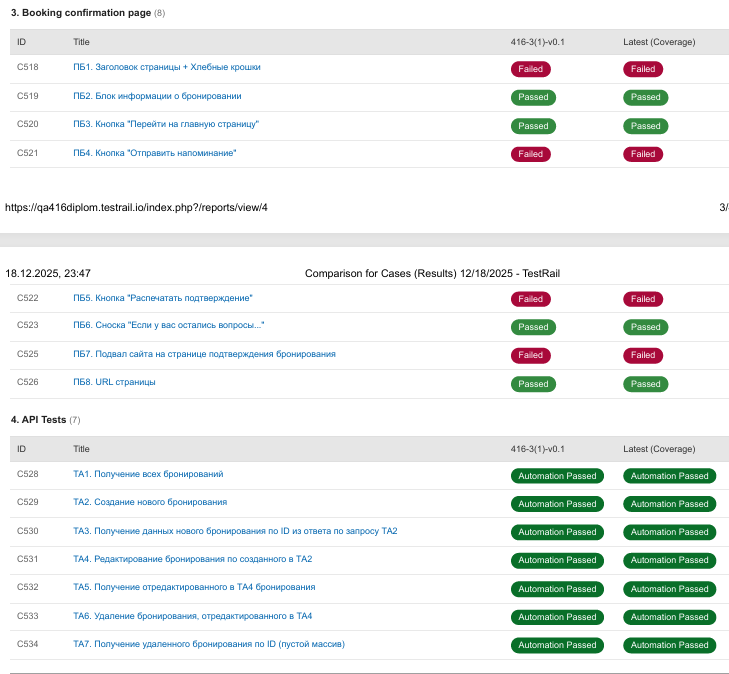 3. Booking confirmation page (8)
ID Title 416-3(1)-v0.1 Latest (Coverage)
C518 ПБ1. Заголовок страницы + Хлебные крошки Failed Failed
C519 ПБ2. Блок информации о бронировании Passed Passed
C520 ПБ3. Кнопка "Перейти на главную страницу" Passed Passed
C521 ПБ4. Кнопка "Отправить напоминание" Failed Failed
https://qa416diplom.testrail.io/index.php?/reports/view/4 3/
18.12.2025, 23:47 Comparison for Cases (Results) 12/18/2025 - TestRail
C522 ПБ5. Кнопка "Распечатать подтверждение" Failed Failed
C523 ПБ6. Сноска "Если у вас остались вопросы..." Passed Passed
C525 ПБ7. Подвал сайта на странице подтверждения бронирования Failed Failed
C526 ПБ8. URL страницы Passed Passed
4. API Tests (7)
ID Title 416-3(1)-v0.1 Latest (Coverage)
C528 ТА1. Получение всех бронирований Automation Passed Automation Passed
C529 ТА2. Создание нового бронирования Automation Passed Automation Passed
C530 ТА3. Получение данных нового бронирования по ID из ответа по запросу ТА2 Automation Passed Automation Passed
C531 ТА4. Редактирование бронирования по созданного в ТА2 Automation Passed Automation Passed
C532 ТА5. Получение отредактированного в ТА4 бронирования Automation Passed Automation Passed
C533 ТА6. Удаление бронирования, отредактированного в ТА4 Automation Passed Automation Passed
C534 ТА7. Получение удаленного бронирования по ID (пустой массив) Automation Passed Automation Passed